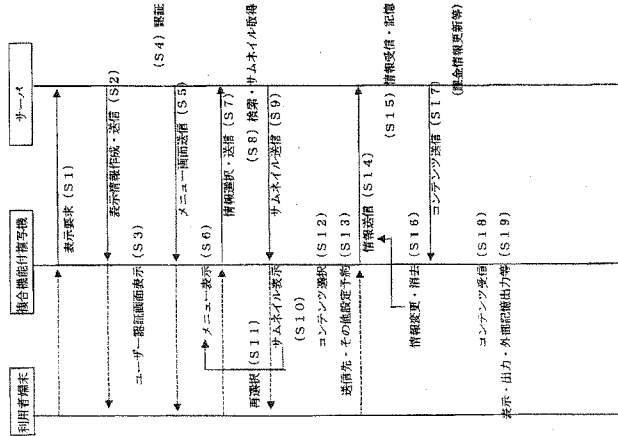 利用者端末
複合機能付複写機
サーバ
表示要求(S1)
表示情報作成・送信(S2)
ユーザー認証画面表示(S3)
(S4)認証
メニュー画面送信(S5)
メニュー表示(S6)
情報選択・送信(S7)
(S8)検索・サムネイル取得
サムネイル送信(S9)
サムネイル表示
(S10)
再選択(S11)
コンテンツ選択(S12)
送信先・その他設定予約(S13)
情報送信(S14)
(S15)情報受信・記憶
情報変更・消去(S16)
コンテンツ送信(S17)
(課金情報更新等)
コンテンツ受信(S18)
表示・出力・外部記憶出力等(S19)